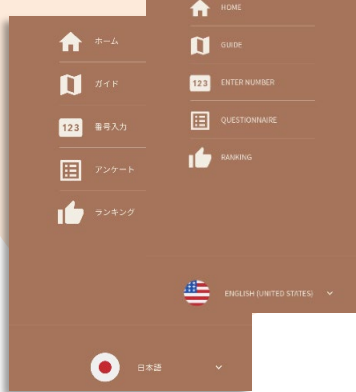 ホーム
ガイド
123 番号入力
アンケート
ランキング
日本語
HOME
GUIDE
123 ENTER NUMBER
QUESTIONNAIRE
RANKING
ENGLISH (UNITED STATES)